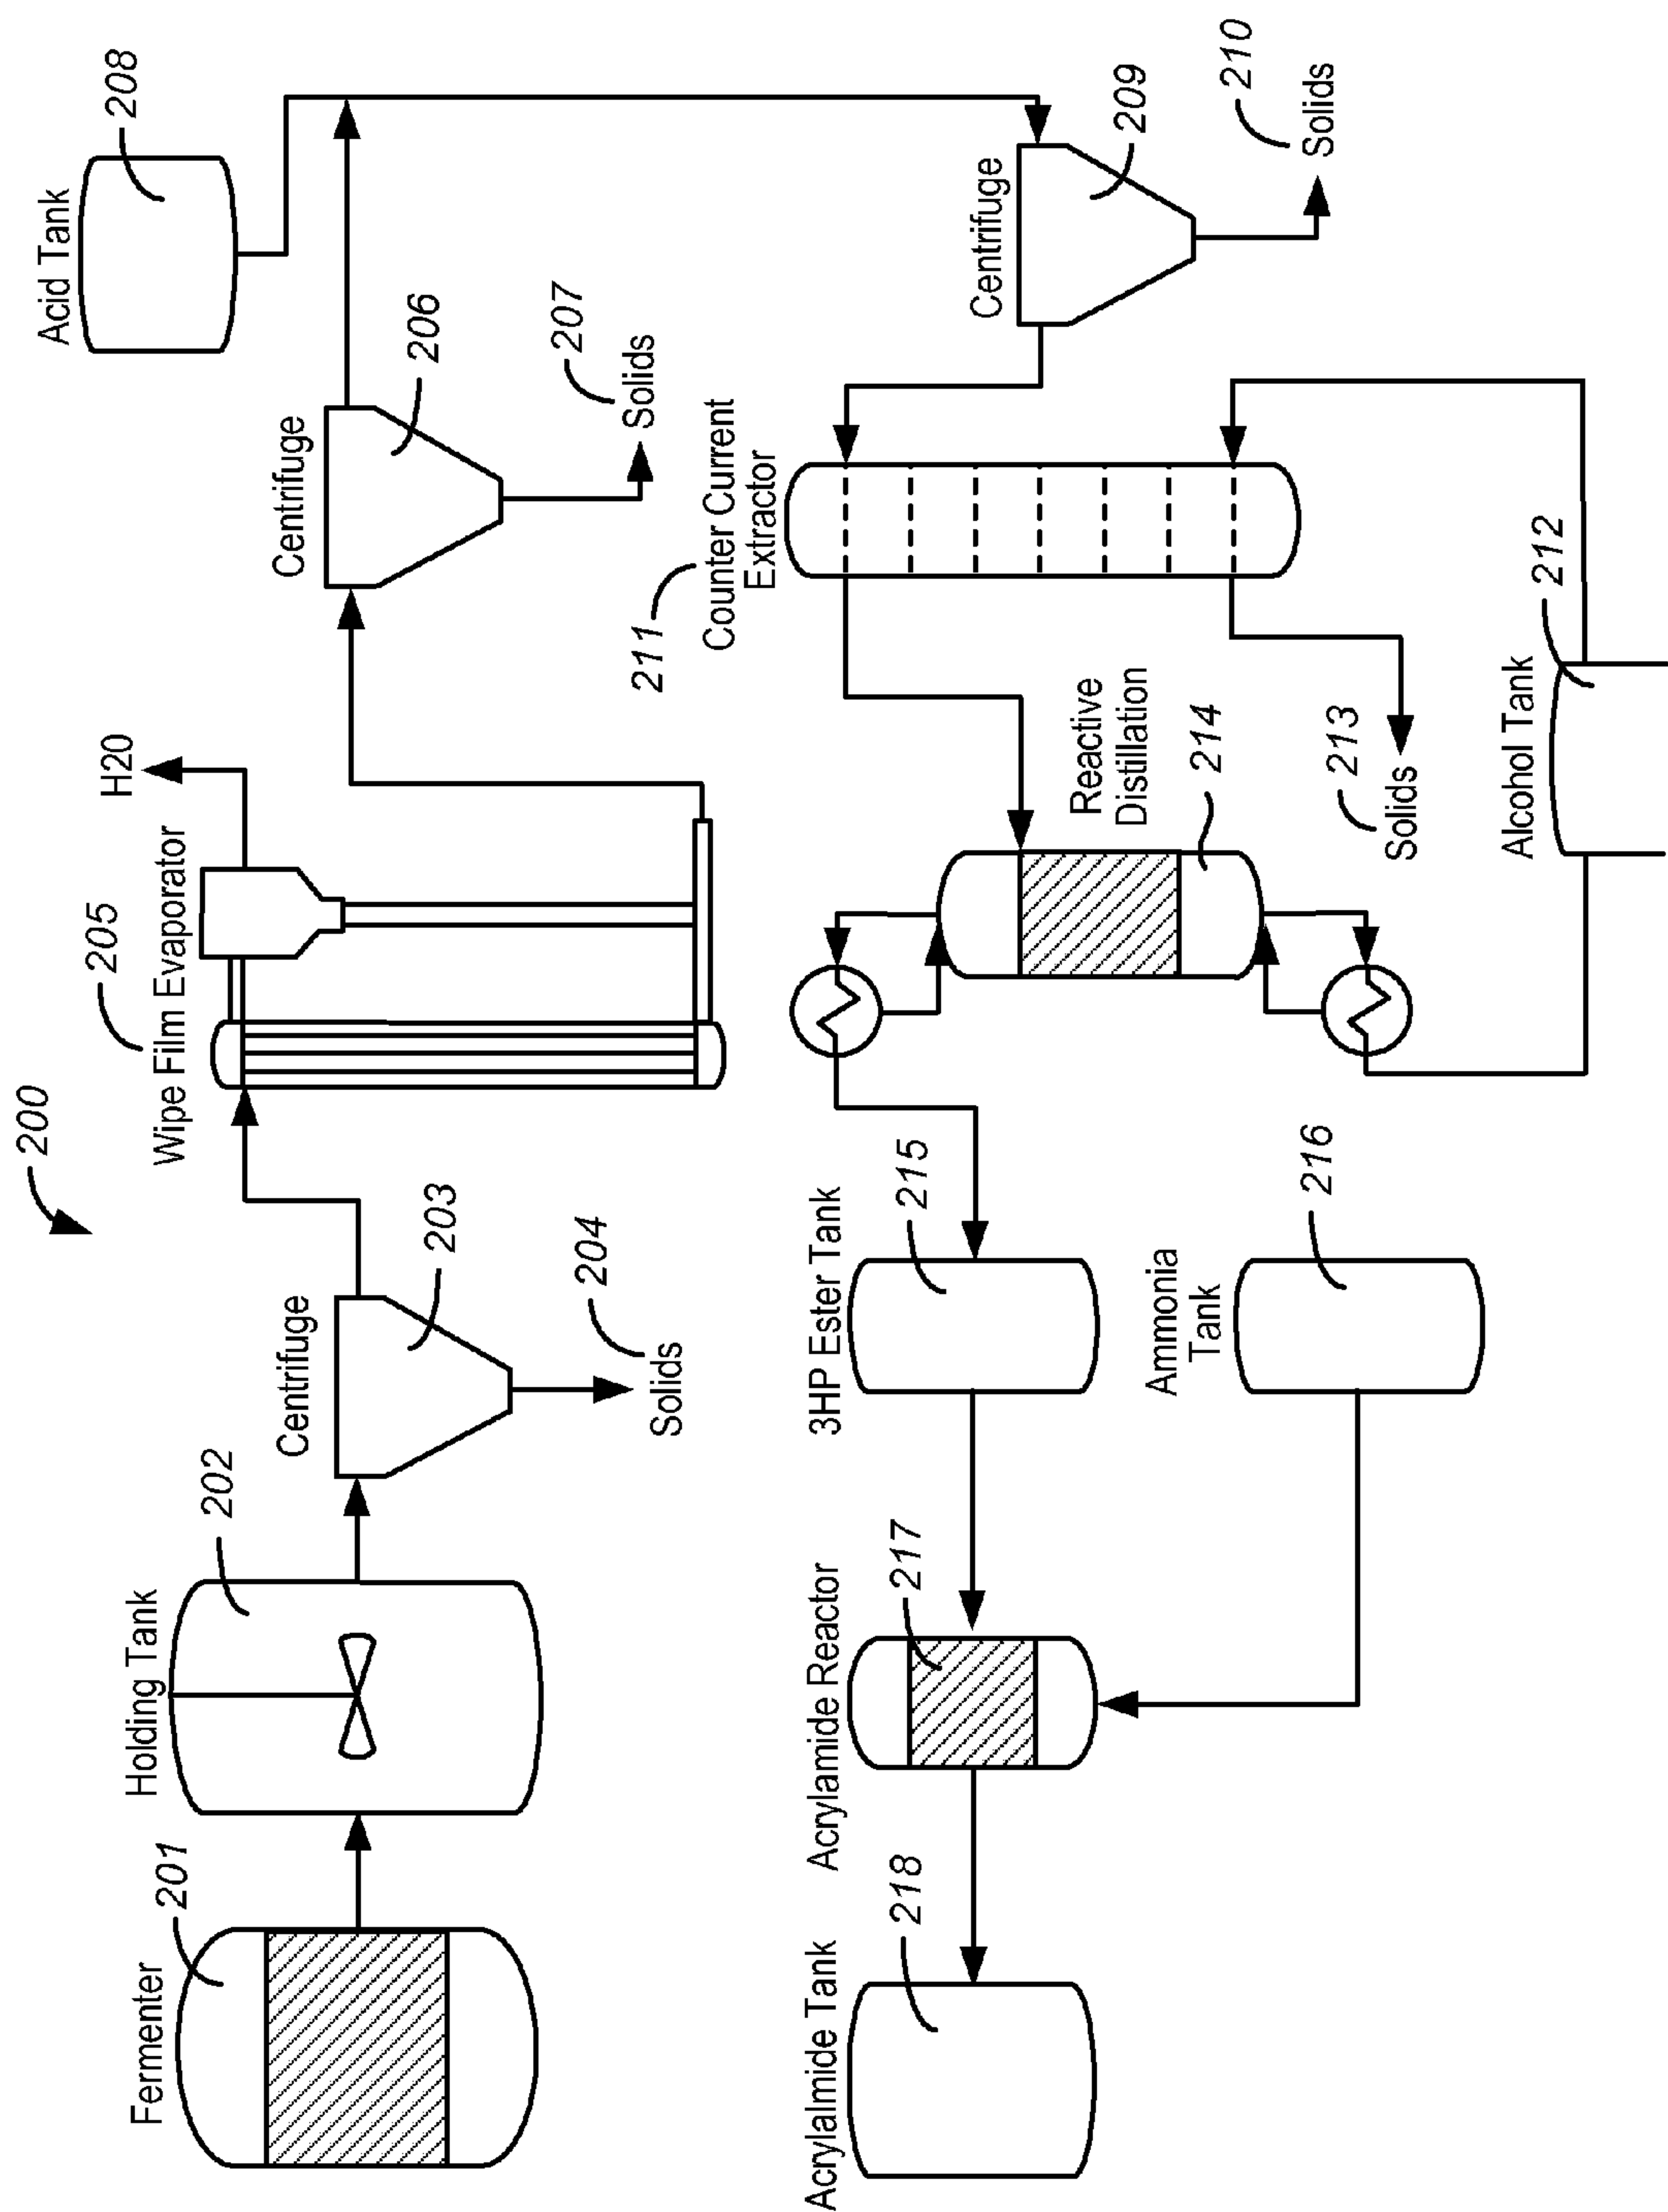 200
Fermenter
201
Holding Tank
202
Centrifuge
203
204
Solids
Wipe Film Evaporator
205
H20
Centrifuge
206
207
Solids
Acid Tank
208
Acrylalmide Tank
218
Acrylamide Reactor
217
3HP Ester Tank
215
Ammonia
Tank
216
Reactive
Distillation
214
211
Counter Current
Extractor
213
Solids
Alcohol Tank
212
Centrifuge
209
210
Solids